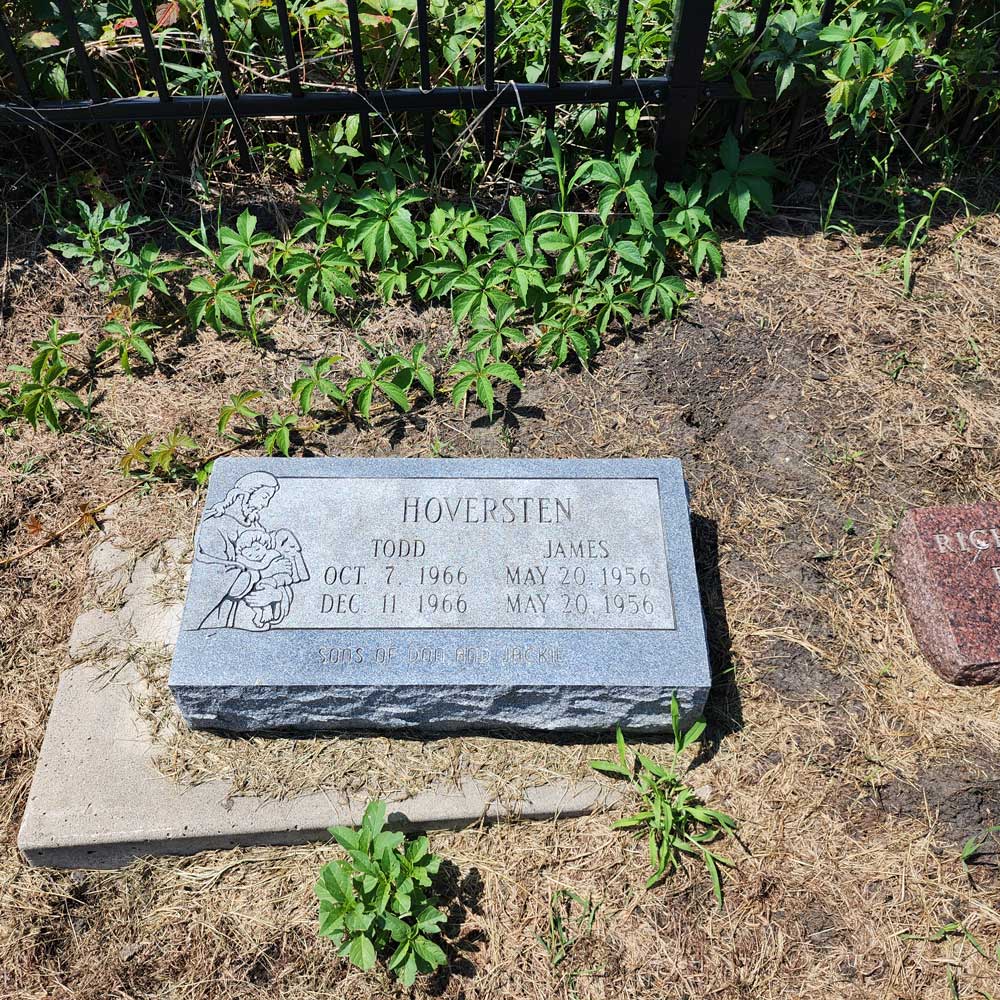 HOVERSTEN
TODD JAMES
OCT. 7, 1966 MAY 20, 1956
DEC. 11, 1966 MAY 20, 1956
SONS OF DON AND JACKIE